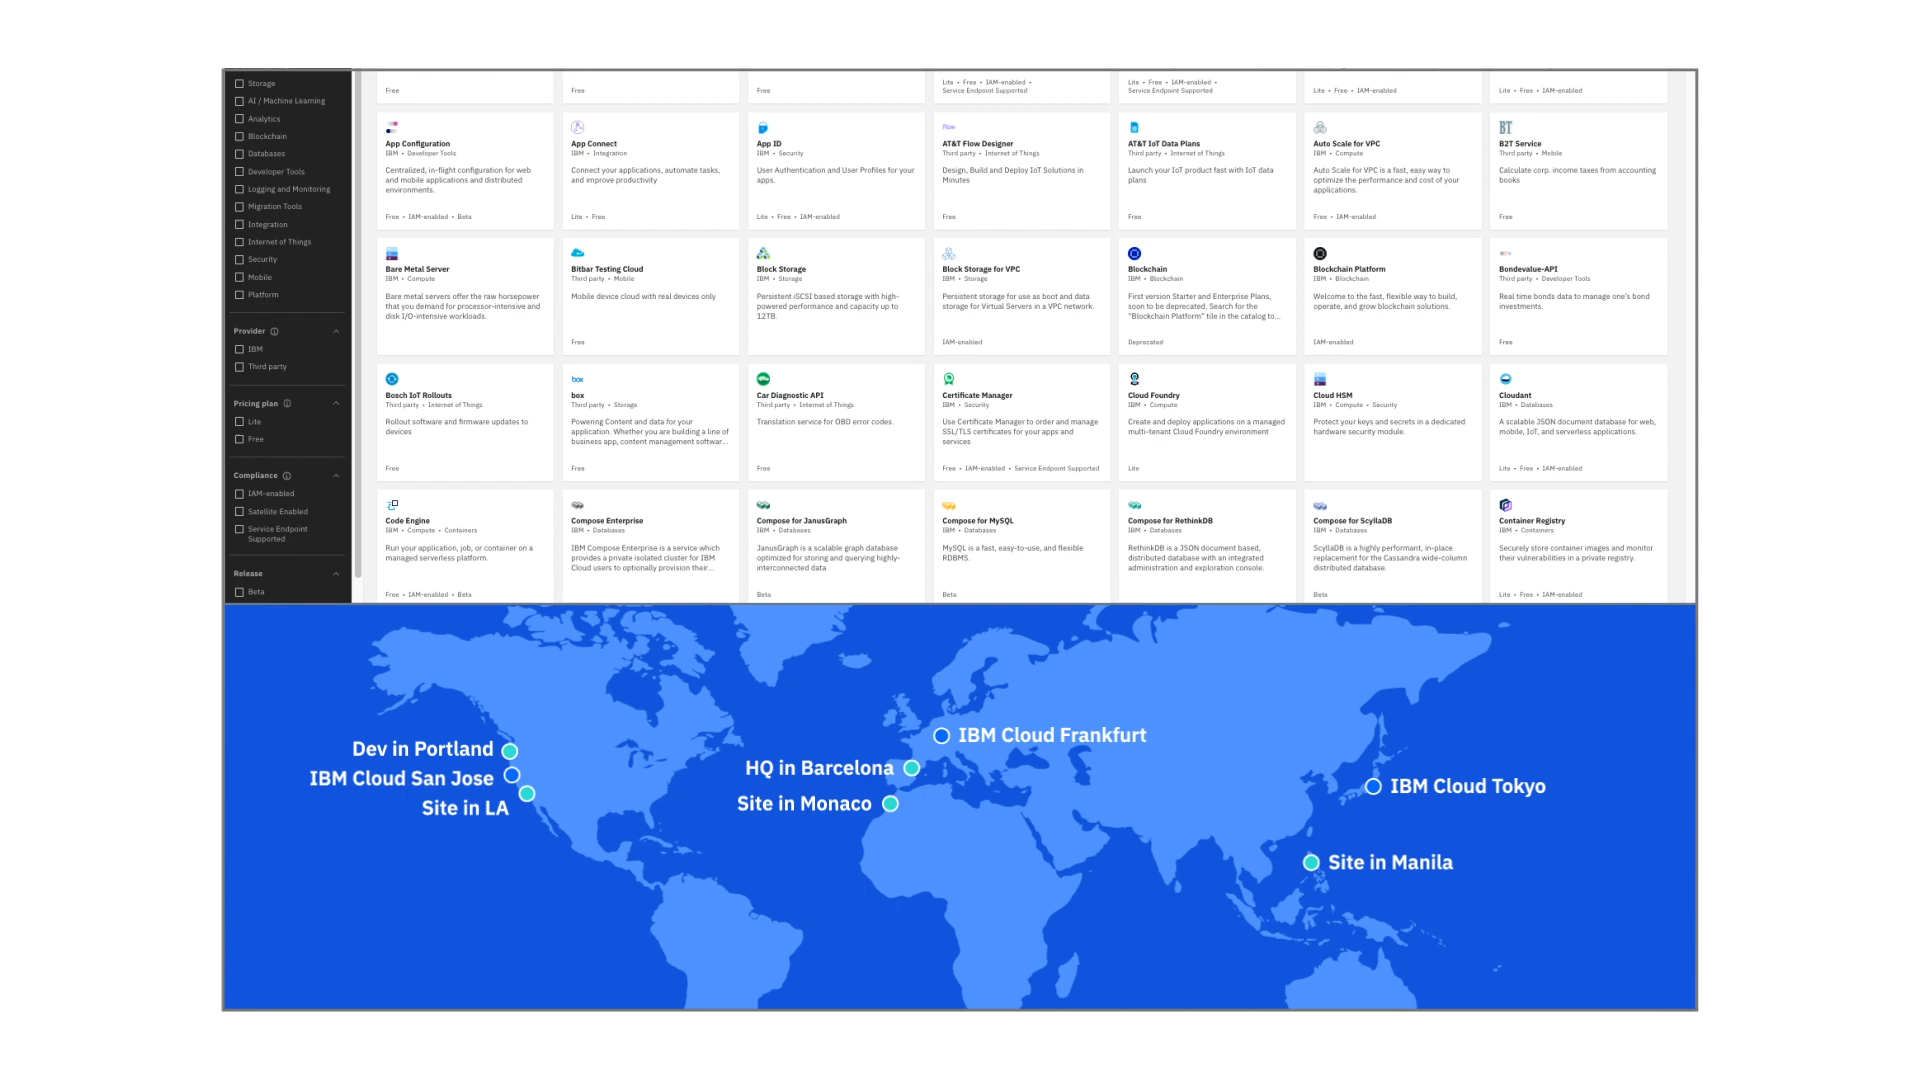 Storage
AI / Machine Learning
Analytics
Blockchain
Databases
Developer Tools
Logging and Monitoring
Migration Tools
Integration
Internet of Things
Security
Mobile
Platform
Provider
IBM
Third party
Pricing plan
Lite
Free
Compliance
IAM-enabled
Satellite Enabled
Service Endpoint
Supported
Release
Beta
Free
Free
Free
Lite • Free • IAM-enabled •
Service Endpoint Supported
Lite • Free • IAM-enabled •
Service Endpoint Supported
Lite • Free • IAM-enabled
Lite • Free • IAM-enabled
App Configuration
IBM • Developer Tools
Centralized, in-flight configuration for web
and mobile applications and distributed
environments.
Free • IAM-enabled • Beta
App Connect
IBM • Integration
Connect your applications, automate tasks,
and improve productivity
Lite • Free
App ID
IBM • Security
User Authentication and User Profiles for your
apps.
Lite • Free • IAM-enabled
flow
AT&T Flow Designer
Third party • Internet of Things
Design, Build and Deploy IoT Solutions in
Minutes
Free
AT&T IoT Data Plans
Third party • Internet of Things
Launch your IoT product fast with IoT data
plans
Free
Auto Scale for VPC
IBM • Compute
Auto Scale for VPC is a fast, easy way to
optimize the performance and cost of your
applications.
Free • IAM-enabled
BT
B2T Service
Third party • Mobile
Calculate corp. income taxes from accounting
books
Free
Bare Metal Server
IBM • Compute
Bare metal servers offer the raw horsepower
that you demand for processor-intensive and
disk I/O-intensive workloads.
Bitbar Testing Cloud
Third party • Mobile
Mobile device cloud with real devices only
Free
Block Storage
IBM • Storage
Persistent iSCSI based storage with high-
powered performance and capacity up to
12TB.
Block Storage for VPC
IBM • Storage
Persistent storage for use as boot and data
storage for Virtual Servers in a VPC network.
IAM-enabled
Blockchain
IBM • Blockchain
First version Starter and Enterprise Plans,
soon to be deprecated. Search for the
"Blockchain Platform" tile in the catalog to...
Deprecated
Blockchain Platform
IBM • Blockchain
Welcome to the fast, flexible way to build,
operate, and grow blockchain solutions.
IAM-enabled
Bondevalue-API
Third party • Developer Tools
Real time bonds data to manage one's bond
investments.
Free
Bosch IoT Rollouts
Third party • Internet of Things
Rollout software and firmware updates to
devices
Free
box
box
Third party • Storage
Powering Content and data for your
application. Whether you are building a line of
business app, content management softwar...
Free
Car Diagnostic API
Third party • Internet of Things
Translation service for OBD error codes.
Free
Certificate Manager
IBM • Security
Use Certificate Manager to order and manage
SSL/TLS certificates for your apps and
services
Free • IAM-enabled • Service Endpoint Supported
Cloud Foundry
IBM • Compute
Create and deploy applications on a managed
multi-tenant Cloud Foundry environment
Lite
Cloud HSM
IBM • Compute • Security
Protect your keys and secrets in a dedicated
hardware security module.
Cloudant
IBM • Databases
A scalable JSON document database for web,
mobile, IoT, and serverless applications.
Lite • Free • IAM-enabled
Code Engine
IBM • Compute • Containers
Run your application, job, or container on a
managed serverless platform.
Free • IAM-enabled • Beta
Compose Enterprise
IBM • Databases
IBM Compose Enterprise is a service which
provides a private isolated cluster for IBM
Cloud users to optionally provision their...
Compose for JanusGraph
IBM • Databases
JanusGraph is a scalable graph database
optimized for storing and querying highly-
interconnected data
Beta
Compose for MySQL
IBM • Databases
MySQL is a fast, easy-to-use, and flexible
RDBMS.
Beta
Compose for RethinkDB
IBM • Databases
RethinkDB is a JSON document based,
distributed database with an integrated
administration and exploration console.
Compose for ScyllaDB
IBM • Databases
ScyllaDB is a highly performant, in-place
replacement for the Cassandra wide-column
distributed database.
Beta
Container Registry
IBM • Containers
Securely store container images and monitor
their vulnerabilities in a private registry.
Lite • Free • IAM-enabled
Dev in Portland
IBM Cloud San Jose
Site in LA
HQ in Barcelona
Site in Monaco
IBM Cloud Frankfurt
IBM Cloud Tokyo
Site in Manila